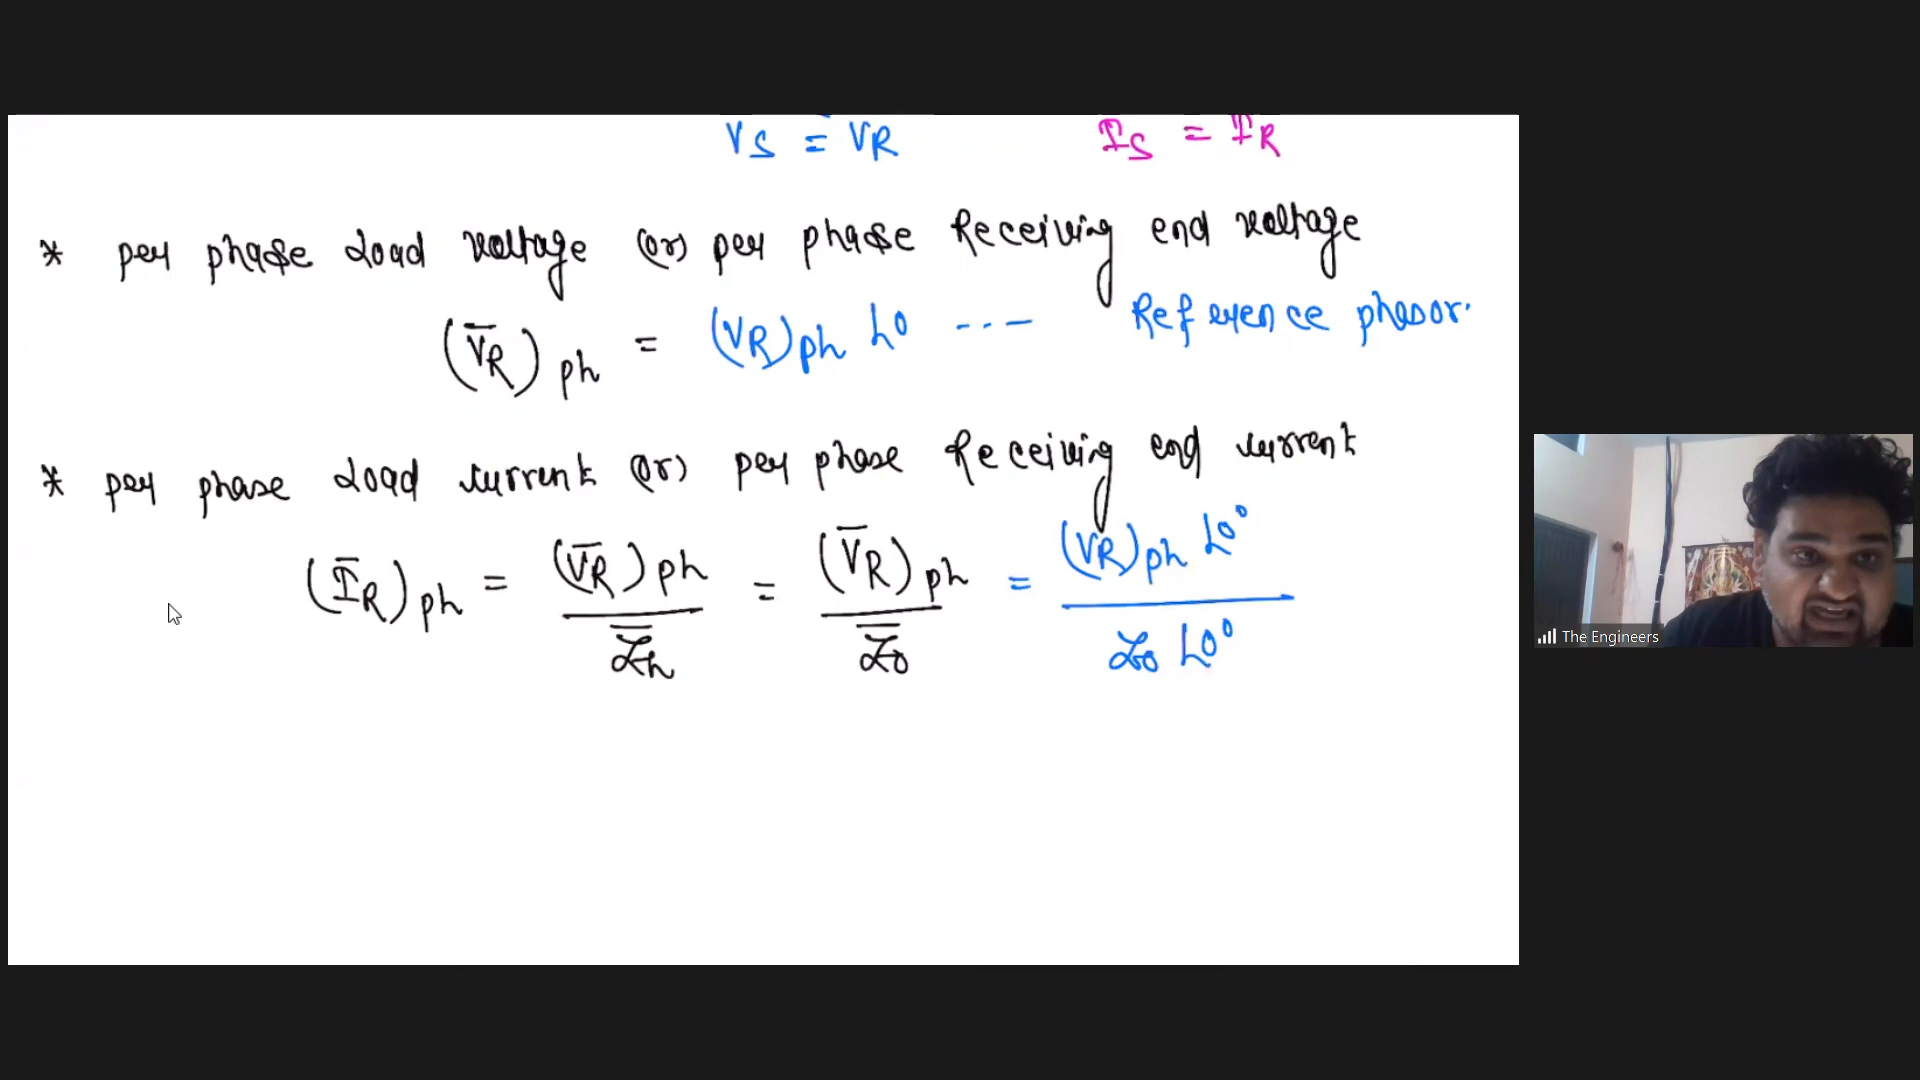 VS = VR IS = IR
* per phase Load voltage (or) per phase Receiving end voltage
(V̅R)ph = (VR)ph ∠0 --- Reference phasor.
* per phase Load current (or) per phase Receiving end current
(I̅R)ph = (V̅R)ph / Z̅L = (V̅R)ph / Z̅0 = (VR)ph ∠0° / Z0 ∠0°
The Engineers